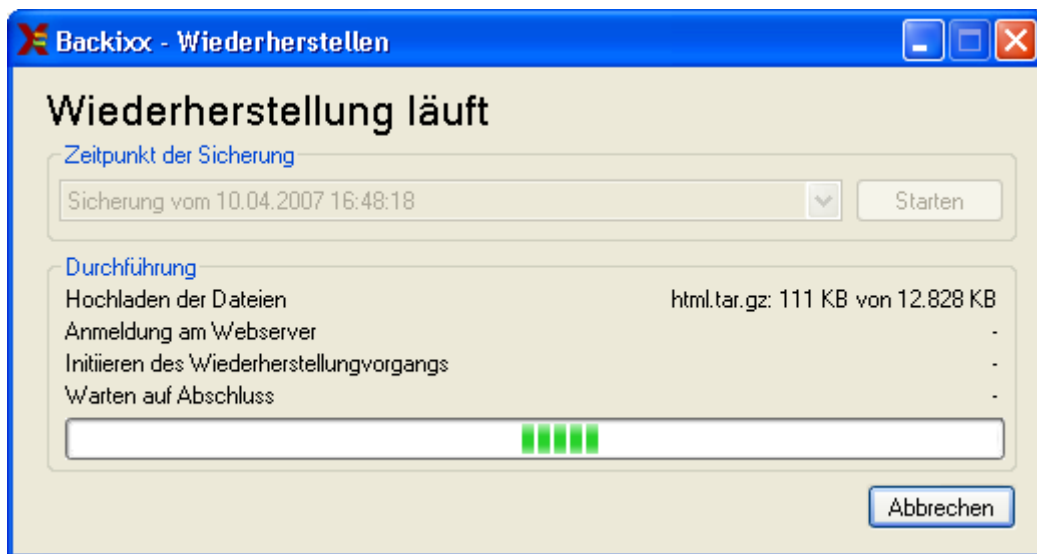 Backixx - Wiederherstellen
Wiederherstellung läuft
Zeitpunkt der Sicherung
Sicherung vom 10.04.2007 16:48:18
Starten
Durchführung
Hochladen der Dateien html.tar.gz: 111 KB von 12.828 KB
Anmeldung am Webserver -
Initiieren des Wiederherstellungvorgangs -
Warten auf Abschluss -
Abbrechen